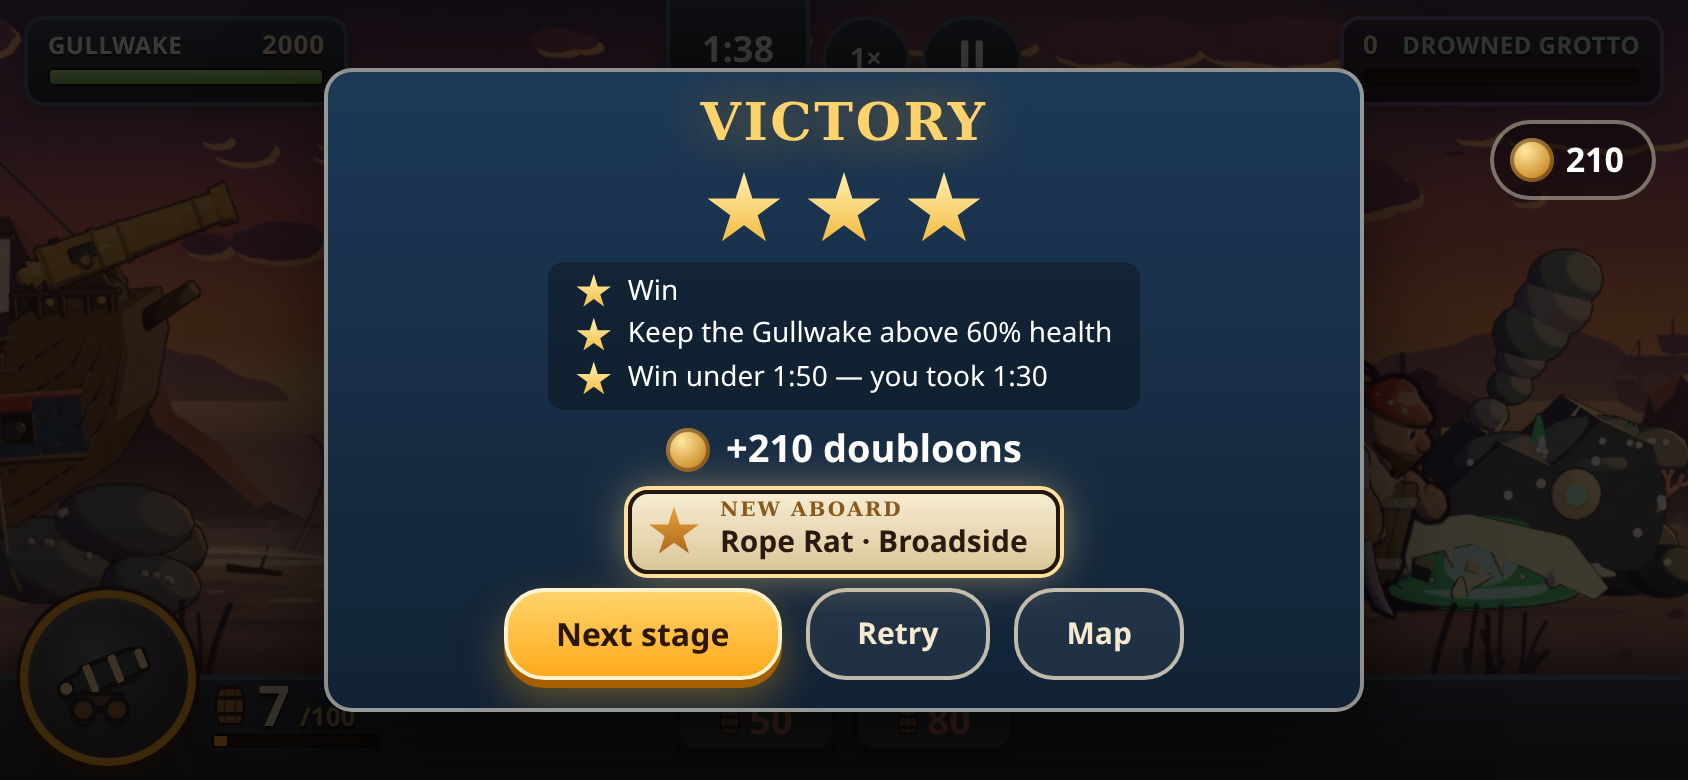 GULLWAKE 2000
1:38
1×
0 DROWNED GROTTO
210
VICTORY
Win
Keep the Gullwake above 60% health
Win under 1:50 — you took 1:30
+210 doubloons
NEW ABOARD
Rope Rat · Broadside
Next stage
Retry
Map
7 /100
50
80